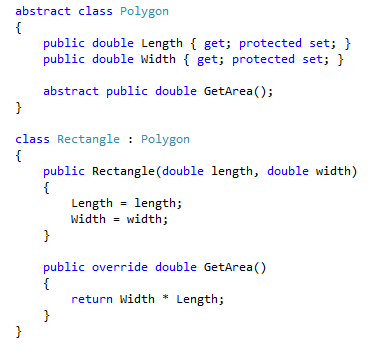 abstract class Polygon
{
    public double Length { get; protected set; }
    public double Width { get; protected set; }

    abstract public double GetArea();
}

class Rectangle : Polygon
{
    public Rectangle(double length, double width)
    {
        Length = length;
        Width = width;
    }

    public override double GetArea()
    {
        return Width * Length;
    }
}